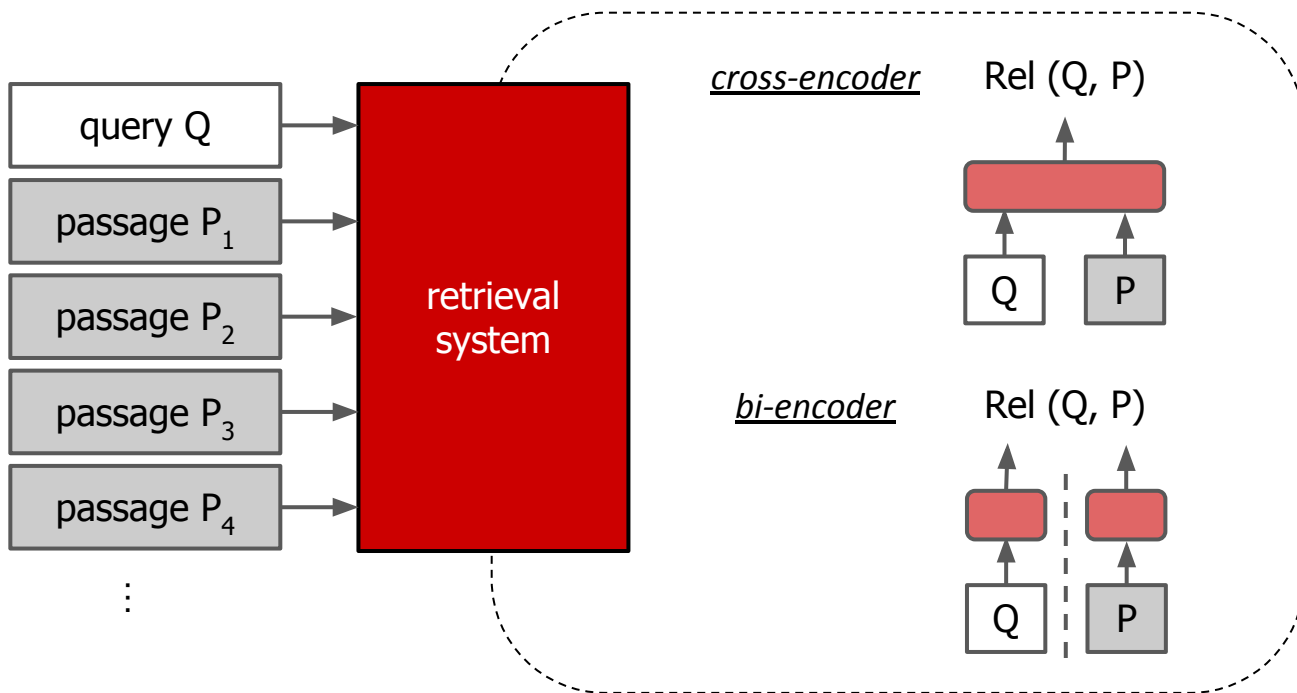 query Q
passage P1
passage P2
passage P3
passage P4
⋮
retrieval
system
cross-encoder
Rel (Q, P)
Q
P
bi-encoder
Rel (Q, P)
Q
P